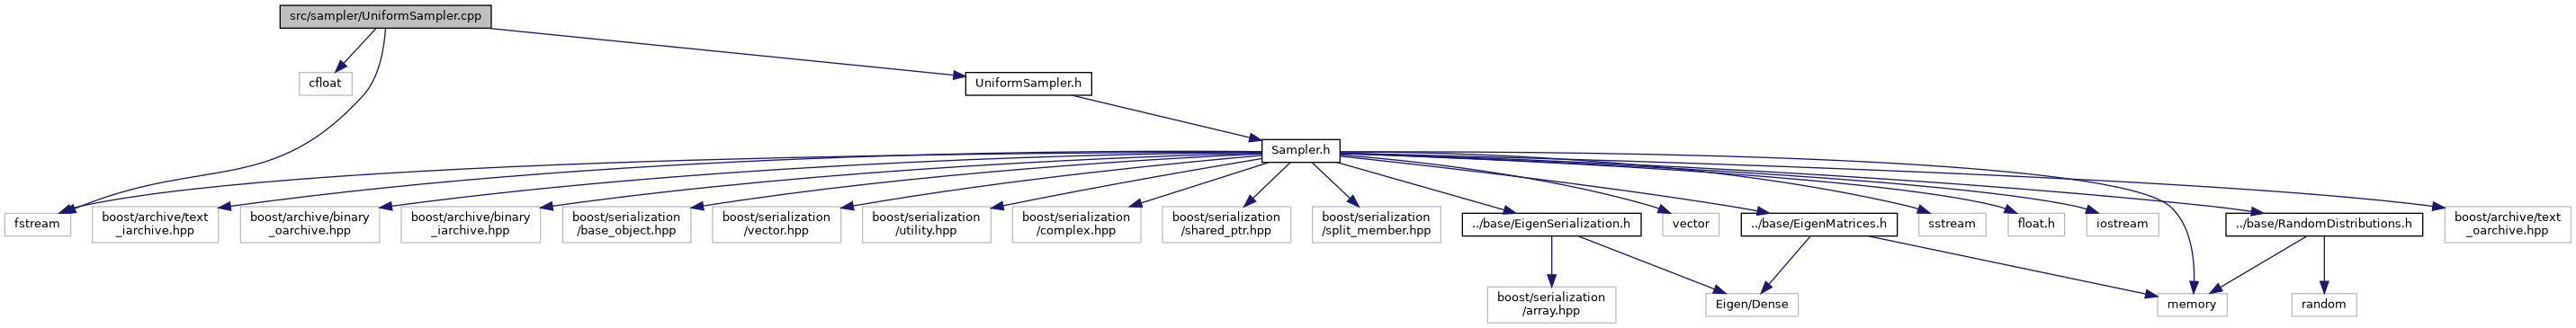 src/sampler/UniformSampler.cpp
cfloat
UniformSampler.h
Sampler.h
fstream
boost/archive/text
_iarchive.hpp
boost/archive/binary
_oarchive.hpp
boost/archive/binary
_iarchive.hpp
boost/serialization
/base_object.hpp
boost/serialization
/vector.hpp
boost/serialization
/utility.hpp
boost/serialization
/complex.hpp
boost/serialization
/shared_ptr.hpp
boost/serialization
/split_member.hpp
../base/EigenSerialization.h
vector
../base/EigenMatrices.h
sstream
float.h
iostream
../base/RandomDistributions.h
boost/archive/text
_oarchive.hpp
boost/serialization
/array.hpp
Eigen/Dense
memory
random